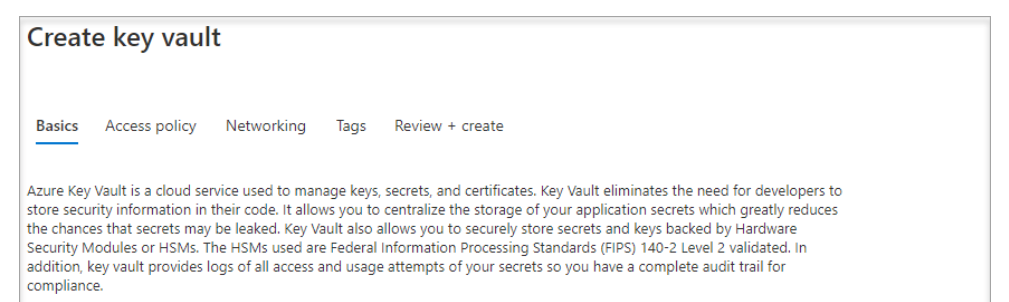 Create key vault
Basics Access policy Networking Tags Review + create
Azure Key Vault is a cloud service used to manage keys, secrets, and certificates. Key Vault eliminates the need for developers to
store security information in their code. It allows you to centralize the storage of your application secrets which greatly reduces
the chances that secrets may be leaked. Key Vault also allows you to securely store secrets and keys backed by Hardware
Security Modules or HSMs. The HSMs used are Federal Information Processing Standards (FIPS) 140-2 Level 2 validated. In
addition, key vault provides logs of all access and usage attempts of your secrets so you have a complete audit trail for
compliance.